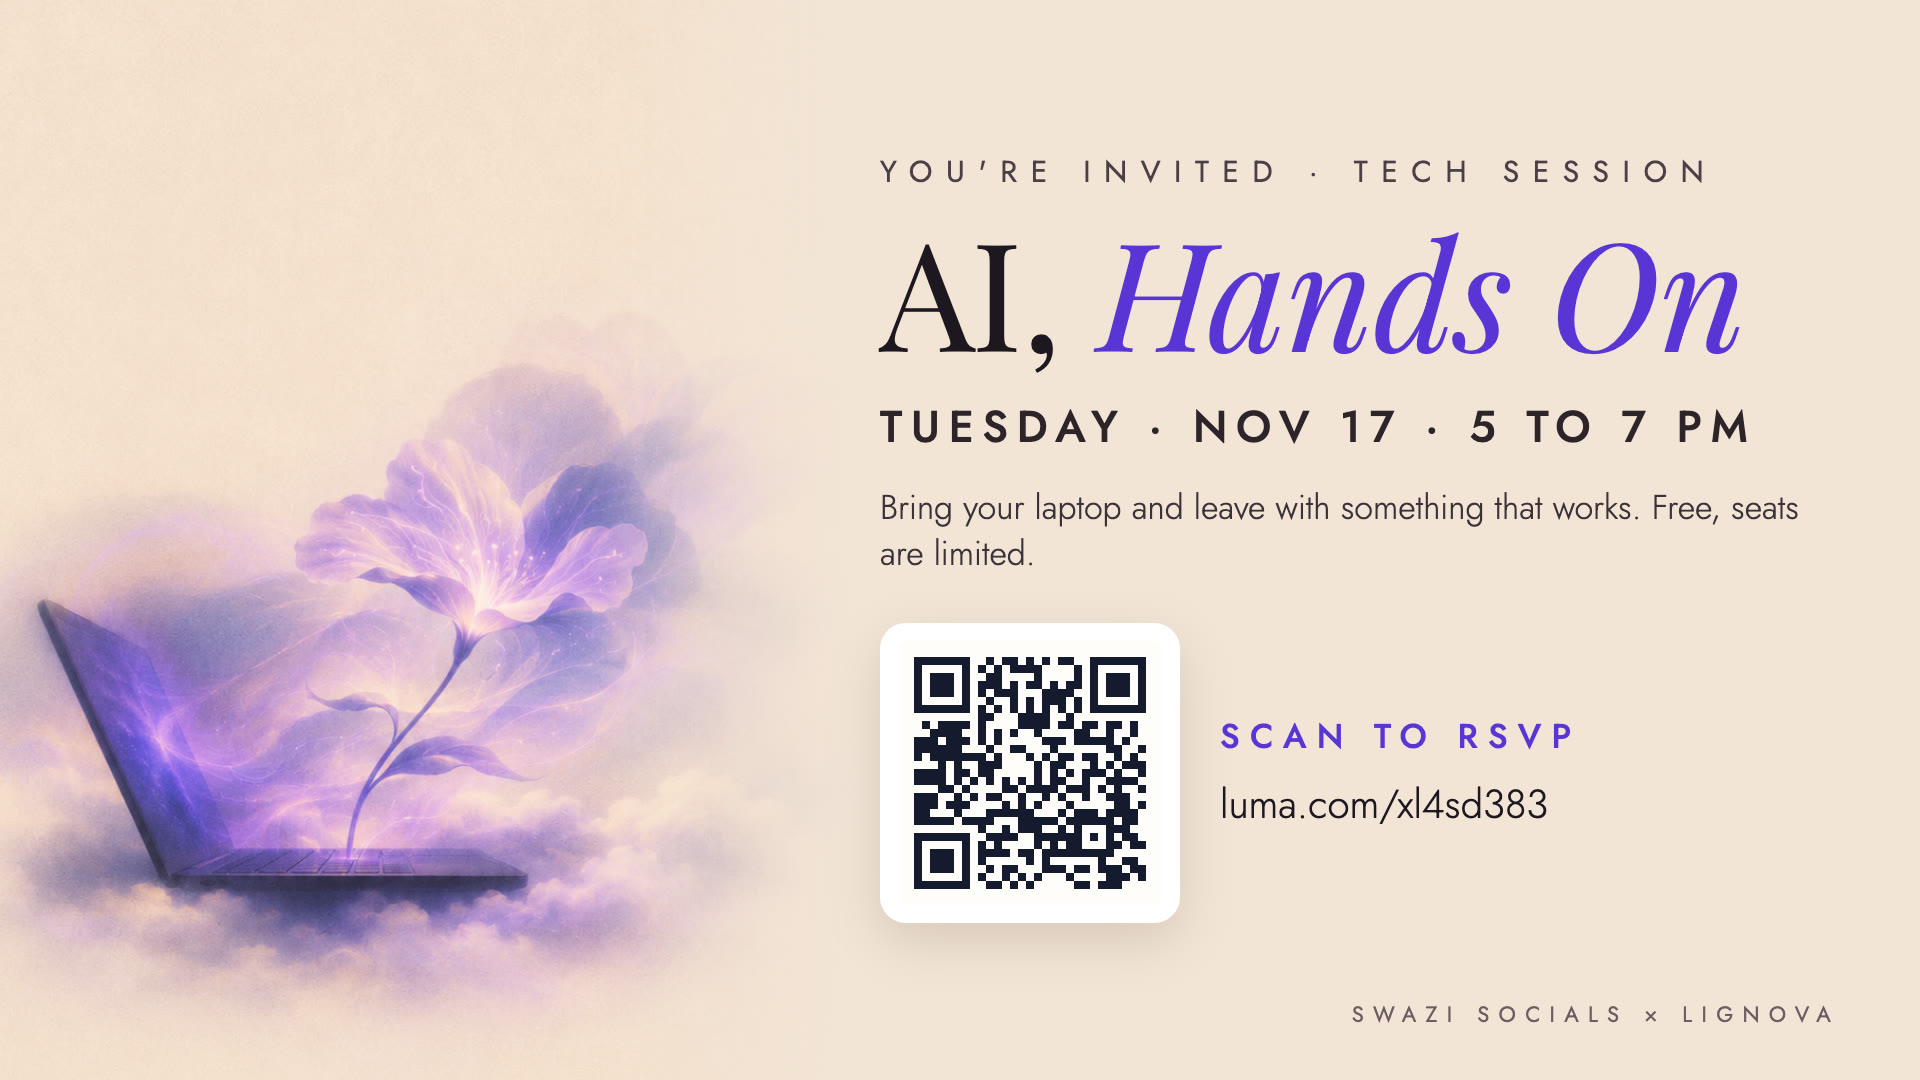 YOU'RE INVITED · TECH SESSION
AI, Hands On
TUESDAY · NOV 17 · 5 TO 7 PM
Bring your laptop and leave with something that works. Free, seats
are limited.
SCAN TO RSVP
luma.com/xl4sd383
SWAZI SOCIALS × LIGNOVA